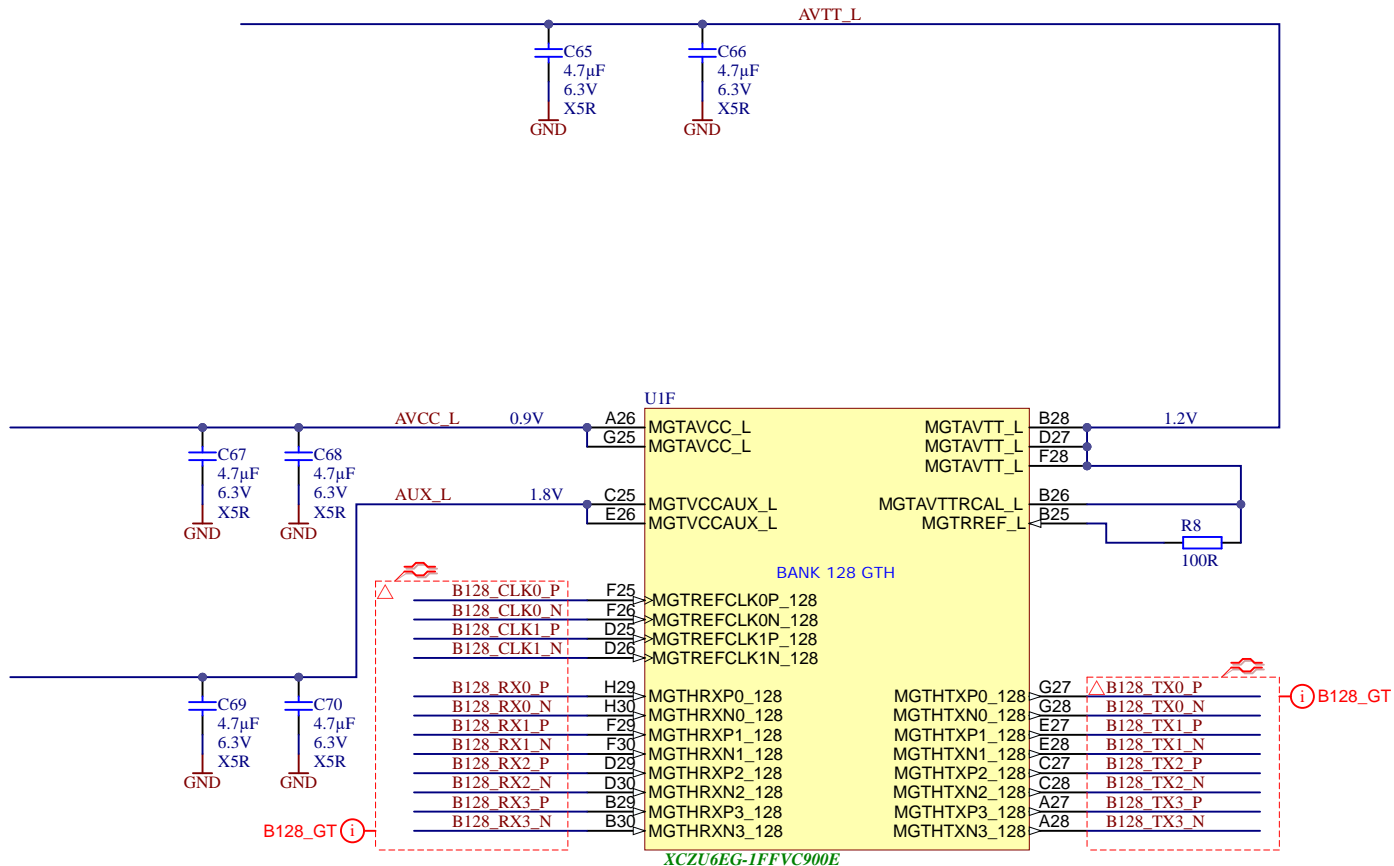 AVTT_L
C65
4.7µF
6.3V
X5R
GND
C66
4.7µF
6.3V
X5R
GND
U1F
AVCC_L 0.9V
A26 MGTAVCC_L
G25 MGTAVCC_L
C67
4.7µF
6.3V
X5R
GND
C68
4.7µF
6.3V
X5R
GND
AUX_L 1.8V
C25 MGTVCCAUX_L
E26 MGTVCCAUX_L
MGTAVTT_L B28 1.2V
MGTAVTT_L D27
MGTAVTT_L F28
MGTAVTTRCAL_L B26
MGTRREF_L B25
R8
100R
BANK 128 GTH
B128_CLK0_P F25 MGTREFCLK0P_128
B128_CLK0_N F26 MGTREFCLK0N_128
B128_CLK1_P D25 MGTREFCLK1P_128
B128_CLK1_N D26 MGTREFCLK1N_128
C69
4.7µF
6.3V
X5R
GND
C70
4.7µF
6.3V
X5R
GND
B128_RX0_P H29 MGTHRXP0_128
B128_RX0_N H30 MGTHRXN0_128
B128_RX1_P F29 MGTHRXP1_128
B128_RX1_N F30 MGTHRXN1_128
B128_RX2_P D29 MGTHRXP2_128
B128_RX2_N D30 MGTHRXN2_128
B128_RX3_P B29 MGTHRXP3_128
B128_RX3_N B30 MGTHRXN3_128
B128_GT i
MGTHTXP0_128 G27 B128_TX0_P
MGTHTXN0_128 G28 B128_TX0_N
MGTHTXP1_128 E27 B128_TX1_P
MGTHTXN1_128 E28 B128_TX1_N
MGTHTXP2_128 C27 B128_TX2_P
MGTHTXN2_128 C28 B128_TX2_N
MGTHTXP3_128 A27 B128_TX3_P
MGTHTXN3_128 A28 B128_TX3_N
i B128_GT
XCZU6EG-1FFVC900E